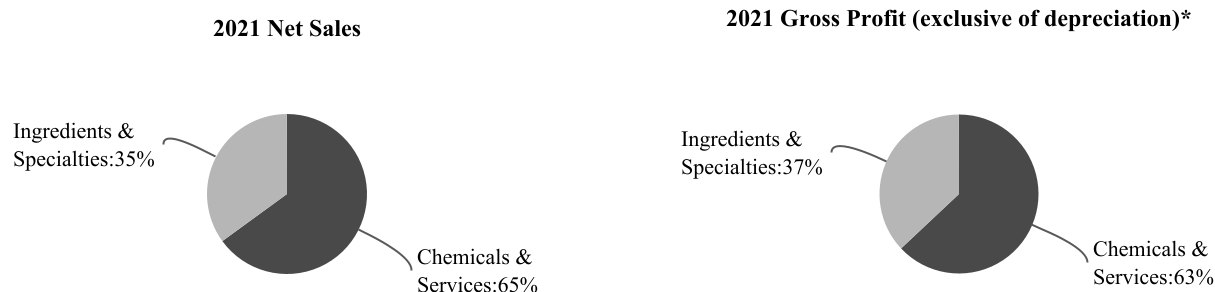 2021 Net Sales
Ingredients &
Specialties:35%
Chemicals &
Services:65%
2021 Gross Profit (exclusive of depreciation)*
Ingredients &
Specialties:37%
Chemicals &
Services:63%